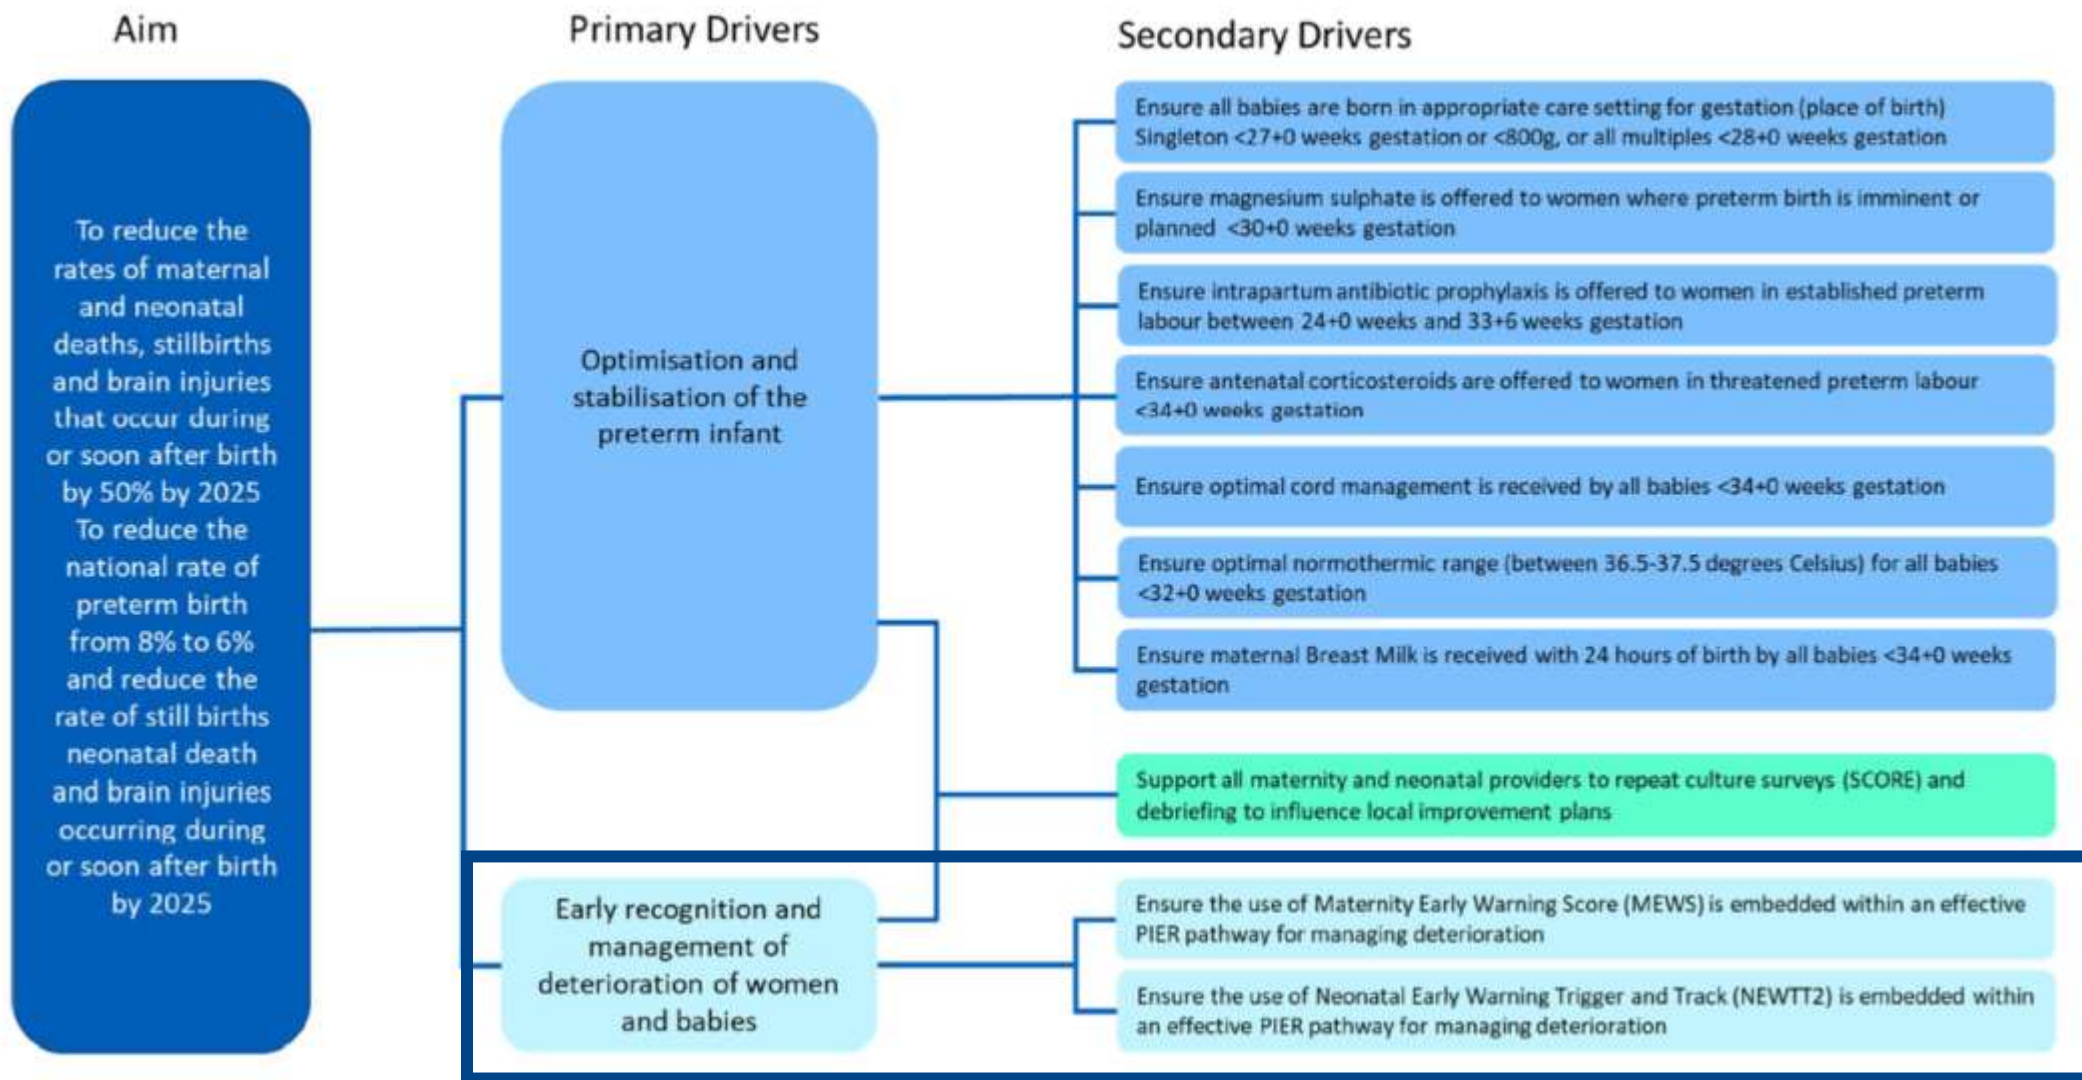 Aim
Primary Drivers
Secondary Drivers
To reduce the
rates of maternal
and neonatal
deaths, stillbirths
and brain injuries
that occur during
or soon after birth
by 50% by 2025
To reduce the
national rate of
preterm birth
from 8% to 6%
and reduce the
rate of still births
neonatal death
and brain injuries
occurring during
or soon after birth
by 2025
Optimisation and
stabilisation of the
preterm infant
Ensure all babies are born in appropriate care setting for gestation (place of birth)
Singleton <27+0 weeks gestation or <800g, or all multiples <28+0 weeks gestation
Ensure magnesium sulphate is offered to women where preterm birth is imminent or
planned <30+0 weeks gestation
Ensure intrapartum antibiotic prophylaxis is offered to women in established preterm
labour between 24+0 weeks and 33+6 weeks gestation
Ensure antenatal corticosteroids are offered to women in threatened preterm labour
<34+0 weeks gestation
Ensure optimal cord management is received by all babies <34+0 weeks gestation
Ensure optimal normothermic range (between 36.5-37.5 degrees Celsius) for all babies
<32+0 weeks gestation
Ensure maternal Breast Milk is received with 24 hours of birth by all babies <34+0 weeks
gestation
Support all maternity and neonatal providers to repeat culture surveys (SCORE) and
debriefing to influence local improvement plans
Early recognition and
management of
deterioration of women
and babies
Ensure the use of Maternity Early Warning Score (MEWS) is embedded within an effective
PIER pathway for managing deterioration
Ensure the use of Neonatal Early Warning Trigger and Track (NEWTT2) is embedded within
an effective PIER pathway for managing deterioration